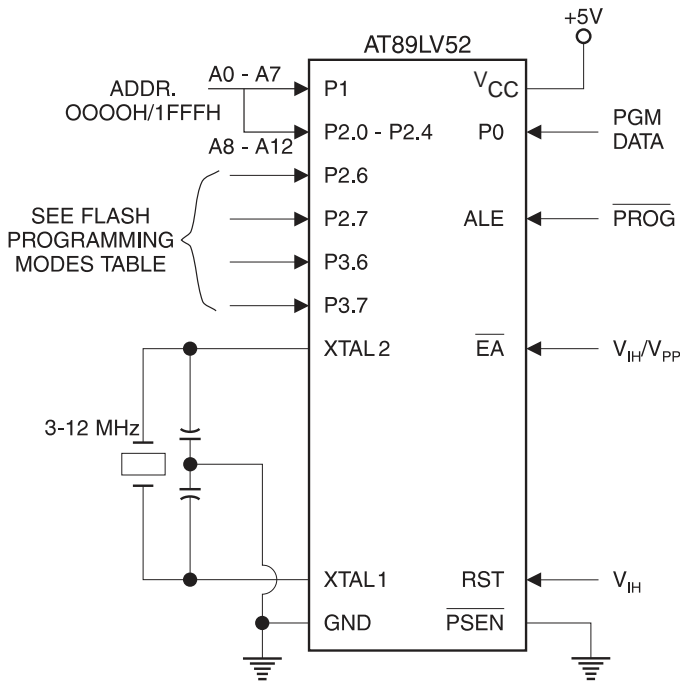 +5V
AT89LV52
A0 - A7
ADDR.
OOOOH/1FFFH
P1
VCC
A8 - A12
P2.0 - P2.4
P0
PGM
DATA
P2.6
SEE FLASH
PROGRAMMING
MODES TABLE
P2.7
ALE
PROG
P3.6
P3.7
XTAL2
EA
VIH/VPP
3-12 MHz
XTAL1
RST
VIH
GND
PSEN